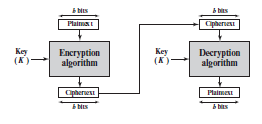 b bits
Plaintext
Key
(K)
Encryption
algorithm
Ciphertext
b bits
b bits
Ciphertext
Key
(K)
Decryption
algorithm
Plaintext
b bits